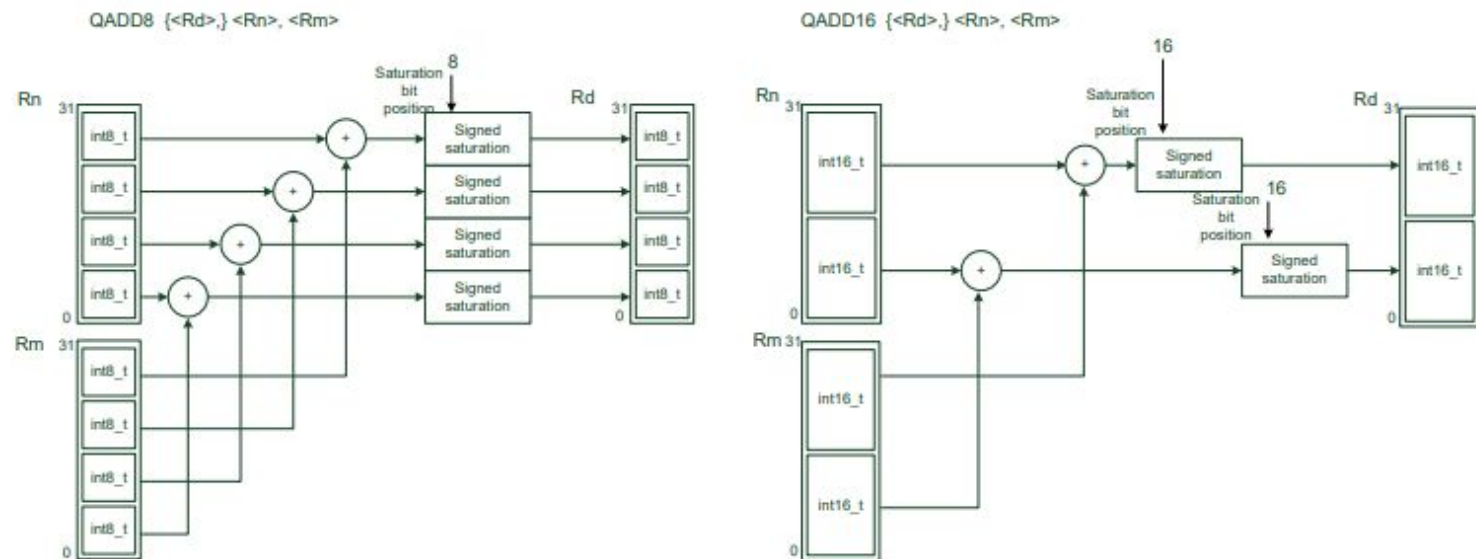 QADD8 {<Rd>,} <Rn>, <Rm>
8
Saturation
bit
position
Rn
31
int8_t
int8_t
int8_t
int8_t
0
Rm
31
int8_t
int8_t
int8_t
int8_t
0
+
+
+
+
Signed
saturation
Signed
saturation
Signed
saturation
Signed
saturation
Rd
31
int8_t
int8_t
int8_t
int8_t
0
QADD16 {<Rd>,} <Rn>, <Rm>
16
Saturation
bit
position
Rn
31
int16_t
int16_t
0
Rm
31
int16_t
int16_t
0
+
+
Signed
saturation
16
Saturation
bit
position
Signed
saturation
Rd
31
int16_t
int16_t
0